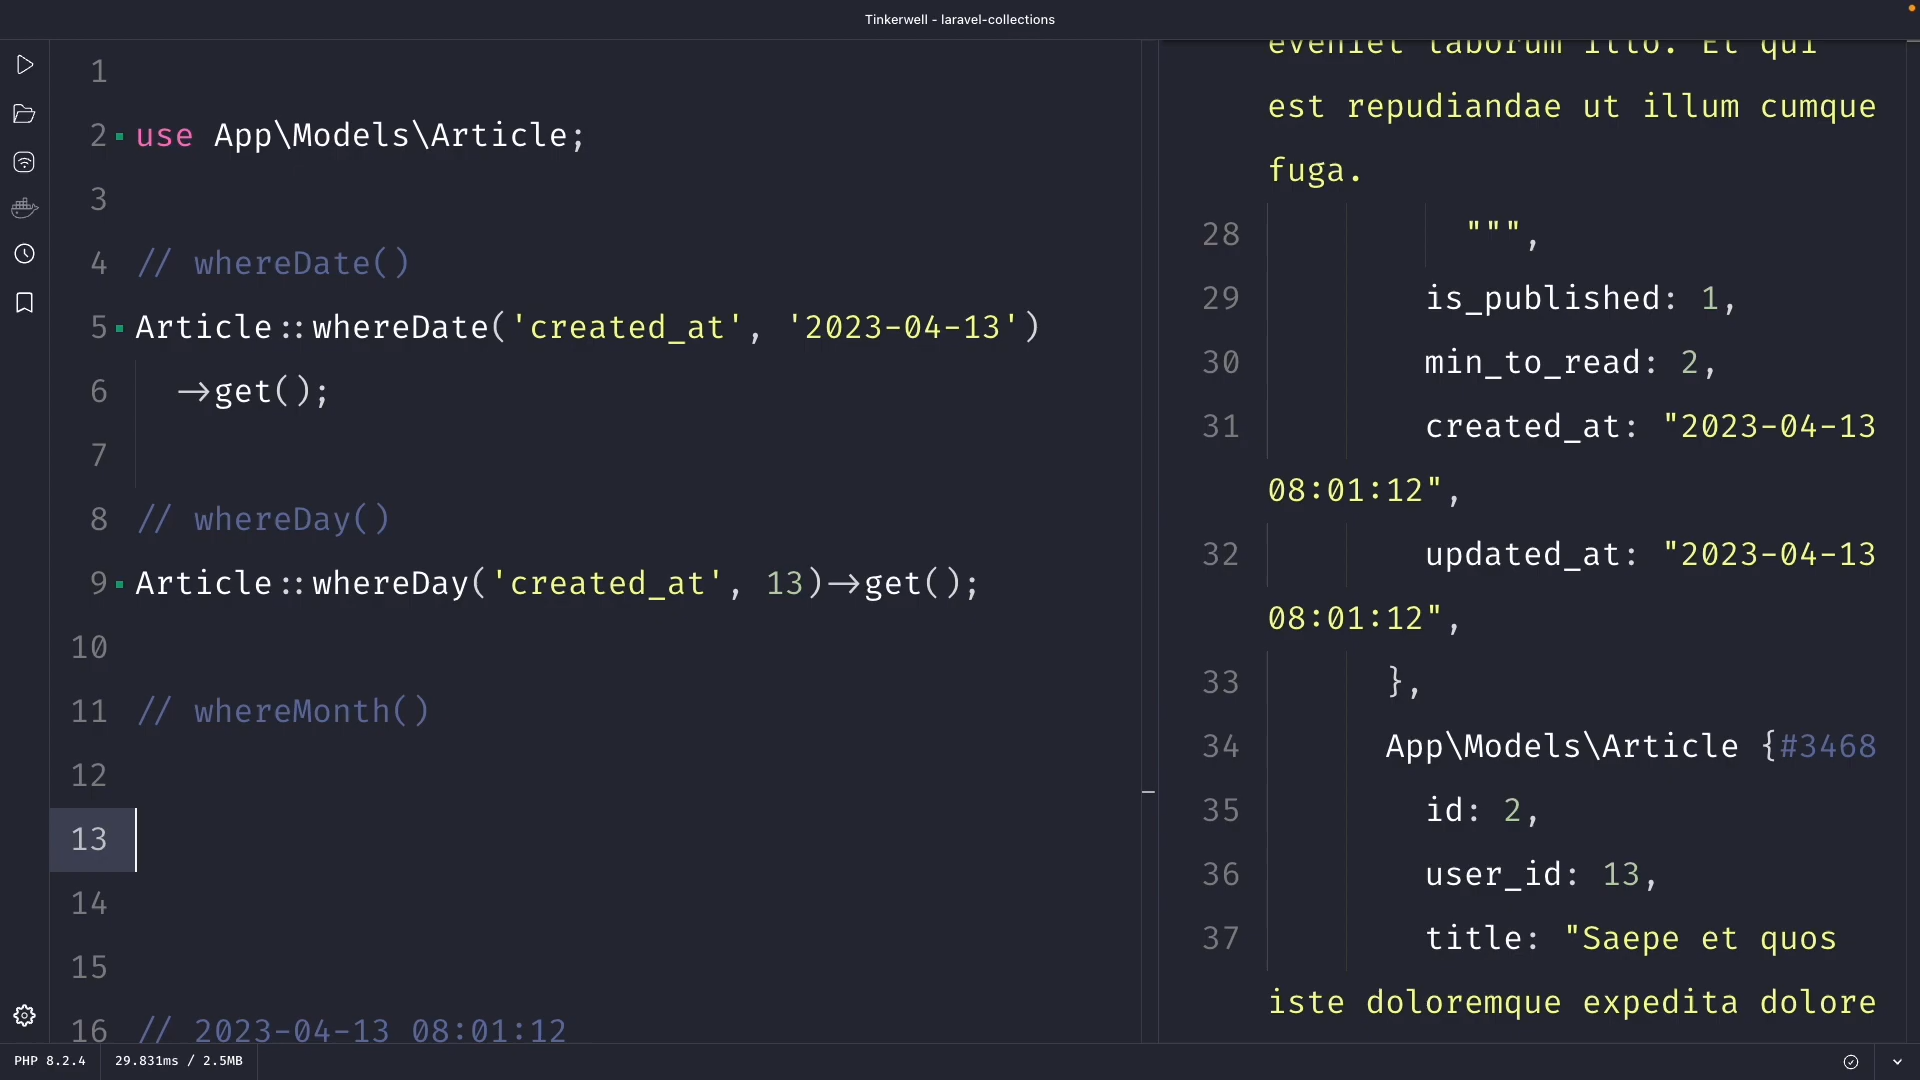 Tinkerwell - laravel-collections
1
2 use App\Models\Article;
3
4 // whereDate()
5 Article::whereDate('created_at', '2023-04-13')
6 ->get();
7
8 // whereDay()
9 Article::whereDay('created_at', 13)->get();
10
11 // whereMonth()
12
13
14
15
16 // 2023-04-13 08:01:12
eveniet laborum illo. Et qui
est repudiandae ut illum cumque
fuga.
28 """,
29 is_published: 1,
30 min_to_read: 2,
31 created_at: "2023-04-13
08:01:12",
32 updated_at: "2023-04-13
08:01:12",
33 },
34 App\Models\Article {#3468
35 id: 2,
36 user_id: 13,
37 title: "Saepe et quos
iste doloremque expedita dolore
PHP 8.2.4
29.831ms / 2.5MB